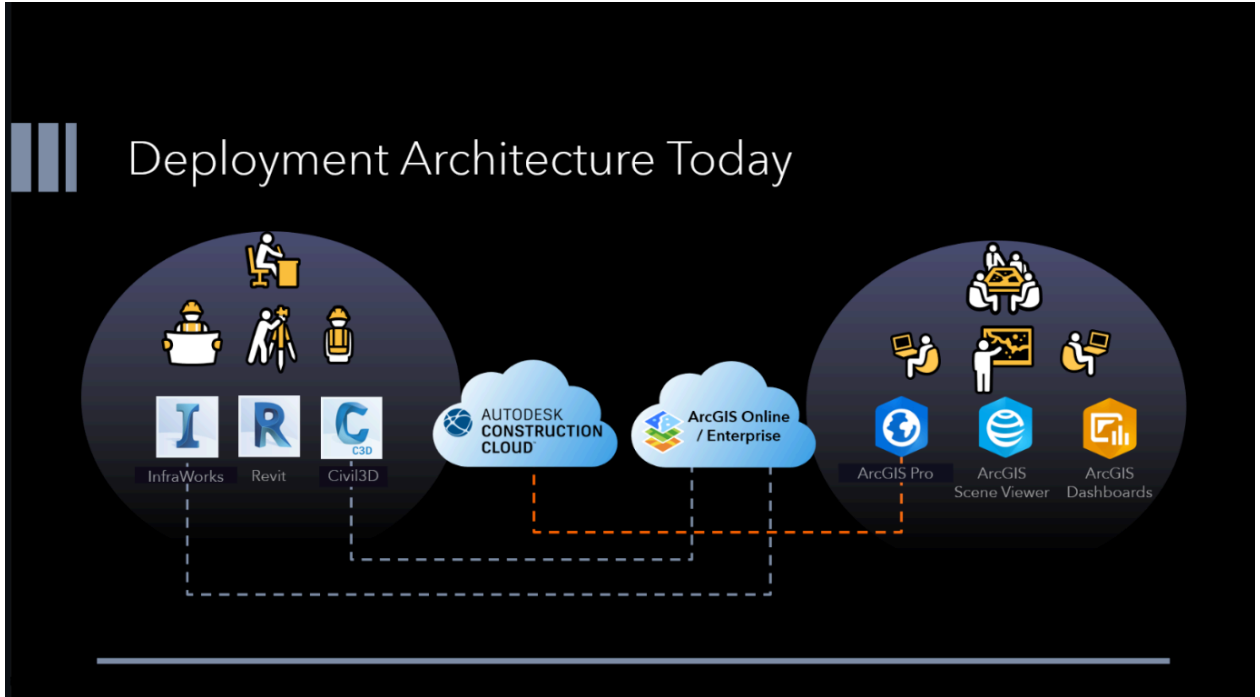 Deployment Architecture Today
I
R
C
C3D
InfraWorks
Revit
Civil3D
AUTODESK
CONSTRUCTION
CLOUD
ArcGIS Online
/ Enterprise
ArcGIS Pro
ArcGIS
Scene Viewer
ArcGIS
Dashboards